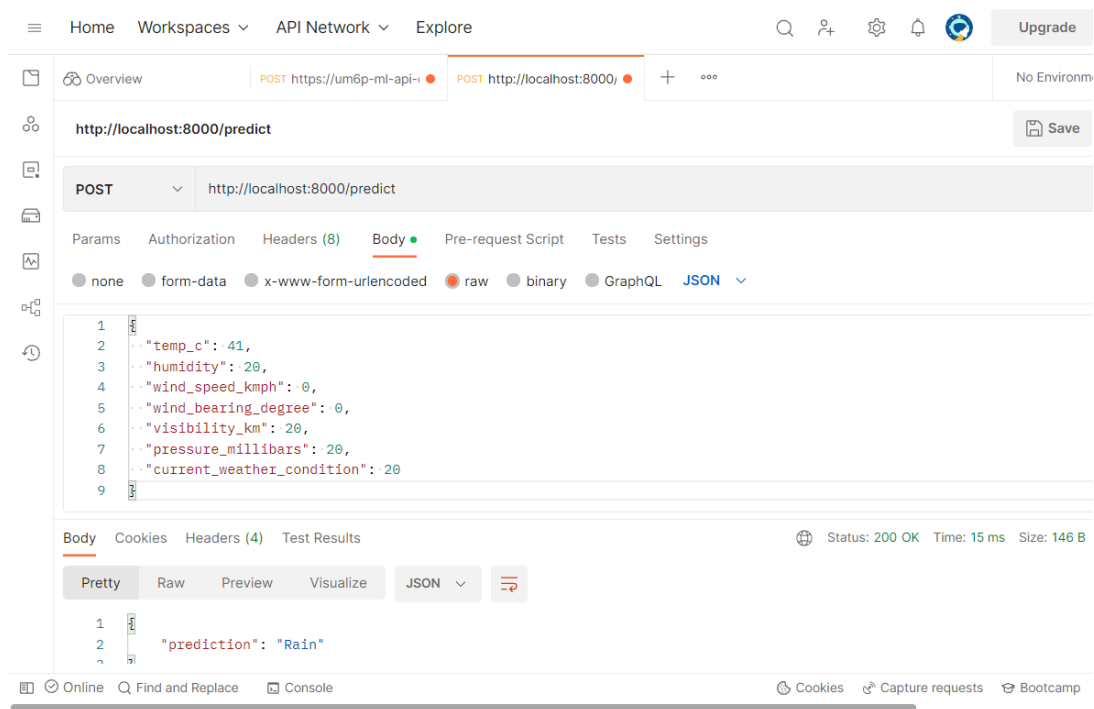 Home Workspaces API Network Explore Upgrade
Overview POST https://um6p-ml-api- POST http://localhost:8000/ No Environm
http://localhost:8000/predict Save
POST http://localhost:8000/predict
Params Authorization Headers (8) Body Pre-request Script Tests Settings
none form-data x-www-form-urlencoded raw binary GraphQL JSON
1 {
2 "temp_c": 41,
3 "humidity": 20,
4 "wind_speed_kmph": 0,
5 "wind_bearing_degree": 0,
6 "visibility_km": 20,
7 "pressure_millibars": 20,
8 "current_weather_condition": 20
9 }
Body Cookies Headers (4) Test Results Status: 200 OK Time: 15 ms Size: 146 B
Pretty Raw Preview Visualize JSON
1 {
2 "prediction": "Rain"
Online Find and Replace Console Cookies Capture requests Bootcamp